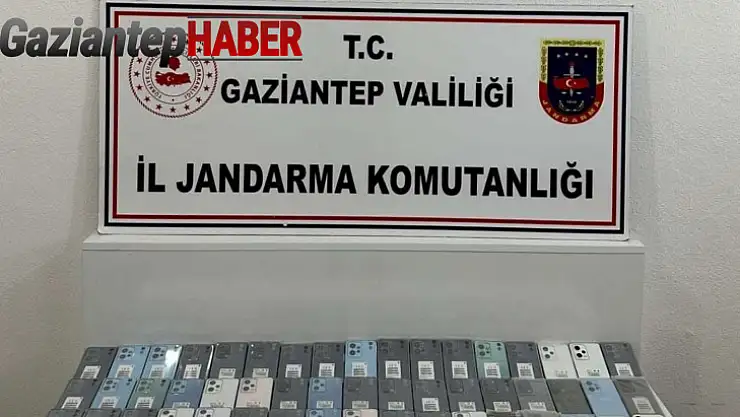 GaziantepHABER
T.C.
GAZİANTEP VALİLİĞİ
JANDARMA
İL JANDARMA KOMUTANLIĞI